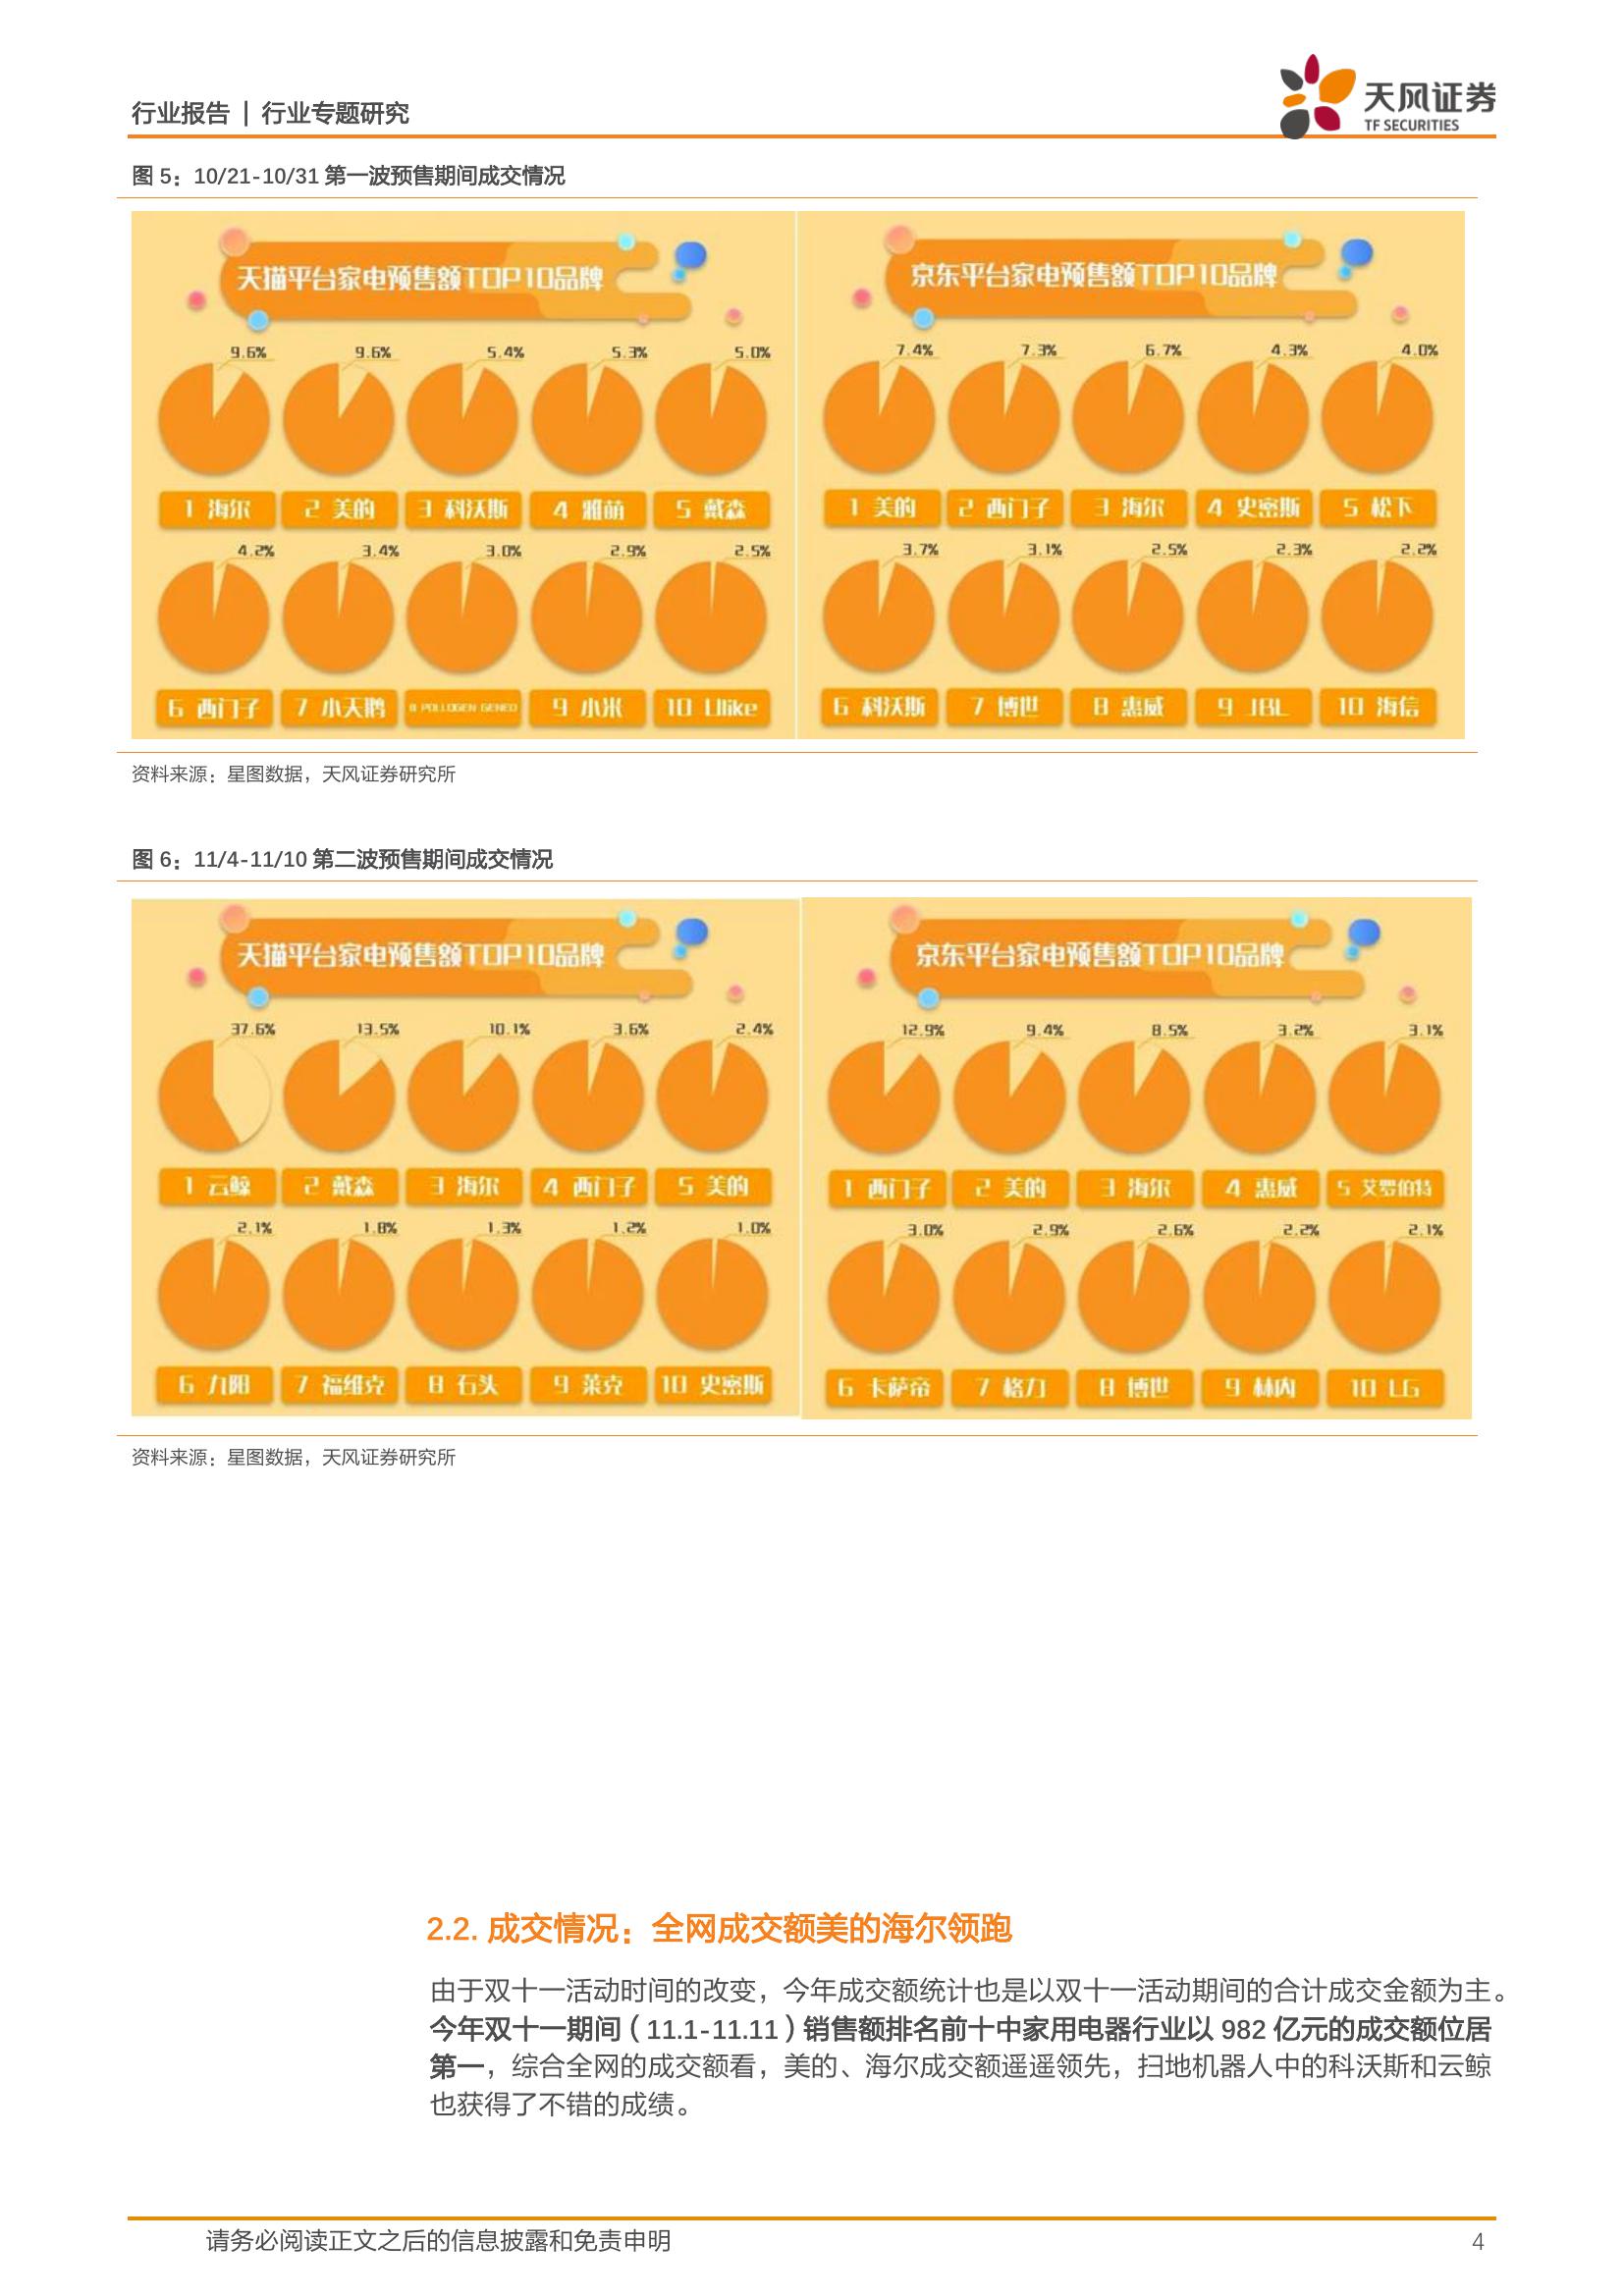 行业报告 | 行业专题研究
天风证券
TF SECURITIES
图 5：10/21-10/31 第一波预售期间成交情况
天猫平台家电预售额TOP10品牌
9.6% 9.6% 5.4% 5.3% 5.0%
1 海尔 2 美的 3 科沃斯 4 雅萌 5 戴森
4.2% 3.4% 3.0% 2.9% 2.5%
6 西门子 7 小天鹅 8 POLLOGEN GENEO 9 小米 10 Ulike
京东平台家电预售额TOP10品牌
7.4% 7.3% 6.7% 4.3% 4.0%
1 美的 2 西门子 3 海尔 4 史密斯 5 松下
3.7% 3.1% 2.5% 2.3% 2.2%
6 科沃斯 7 博世 8 惠威 9 JBL 10 海信
资料来源：星图数据，天风证券研究所
图 6：11/4-11/10 第二波预售期间成交情况
天猫平台家电预售额TOP10品牌
37.6% 13.5% 10.1% 3.6% 2.4%
1 云鲸 2 戴森 3 海尔 4 西门子 5 美的
2.1% 1.8% 1.3% 1.2% 1.0%
6 九阳 7 福维克 8 石头 9 莱克 10 史密斯
京东平台家电预售额TOP10品牌
12.9% 9.4% 8.5% 3.2% 3.1%
1 西门子 2 美的 3 海尔 4 惠威 5 艾罗伯特
3.0% 2.9% 2.6% 2.2% 2.1%
6 卡萨帝 7 格力 8 博世 9 林内 10 LG
资料来源：星图数据，天风证券研究所
2.2. 成交情况：全网成交额美的海尔领跑
由于双十一活动时间的改变，今年成交额统计也是以双十一活动期间的合计成交金额为主。
今年双十一期间（11.1-11.11）销售额排名前十中家用电器行业以 982 亿元的成交额位居
第一，综合全网的成交额看，美的、海尔成交额遥遥领先，扫地机器人中的科沃斯和云鲸
也获得了不错的成绩。
请务必阅读正文之后的信息披露和免责申明
4